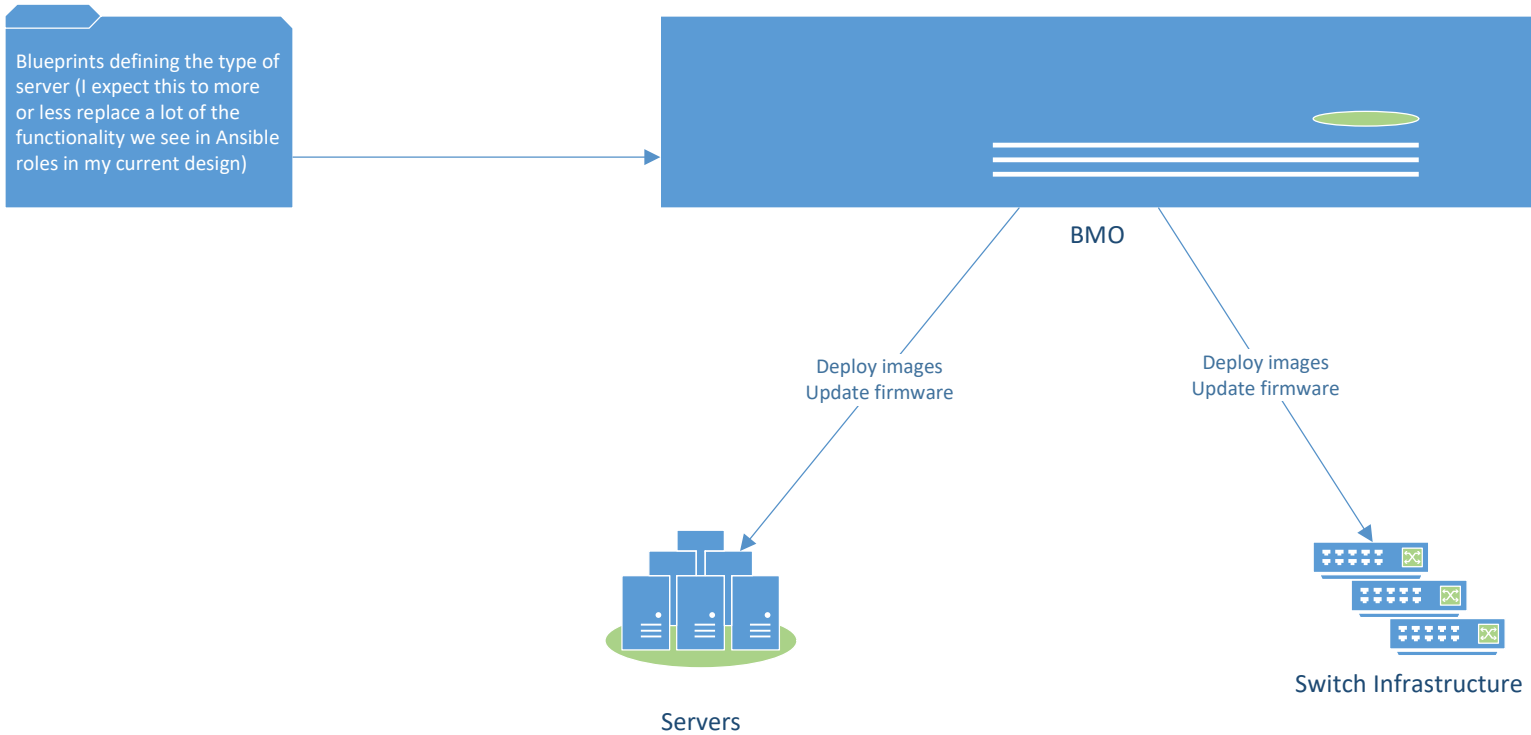 Blueprints defining the type of
server (I expect this to more
or less replace a lot of the
functionality we see in Ansible
roles in my current design)
BMO
Deploy images
Update firmware
Deploy images
Update firmware
Servers
Switch Infrastructure